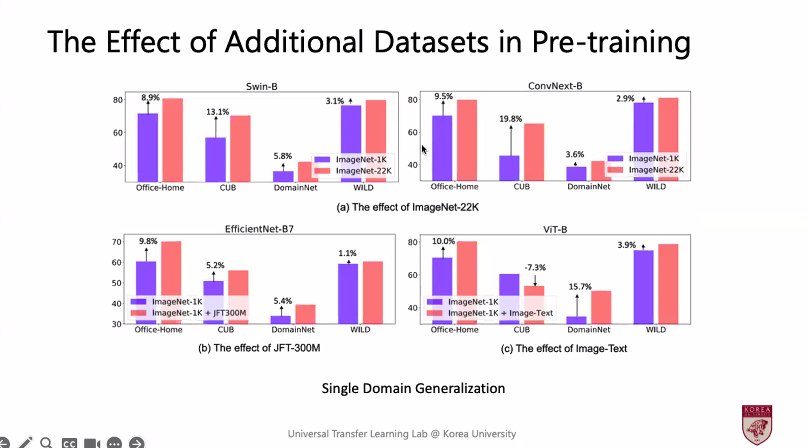 The Effect of Additional Datasets in Pre-training
Swin-B
80
60
40
8.9%
13.1%
5.8%
3.1%
ImageNet-1K
ImageNet-22K
Office-Home
CUB
DomainNet
WILD
ConvNext-B
80
60
40
9.5%
19.8%
3.6%
2.9%
ImageNet-1K
ImageNet-22K
Office-Home
CUB
DomainNet
WILD
(a) The effect of ImageNet-22K
EfficientNet-B7
70
60
50
40
30
9.8%
5.2%
5.4%
1.1%
ImageNet-1K
ImageNet-1K + JFT300M
Office-Home
CUB
DomainNet
WILD
(b) The effect of JFT-300M
ViT-B
80
60
40
10.0%
-7.3%
15.7%
3.9%
ImageNet-1K
ImageNet-1K + Image-Text
Office-Home
CUB
DomainNet
WILD
(c) The effect of Image-Text
Single Domain Generalization
Universal Transfer Learning Lab @ Korea University
KOREA
CC